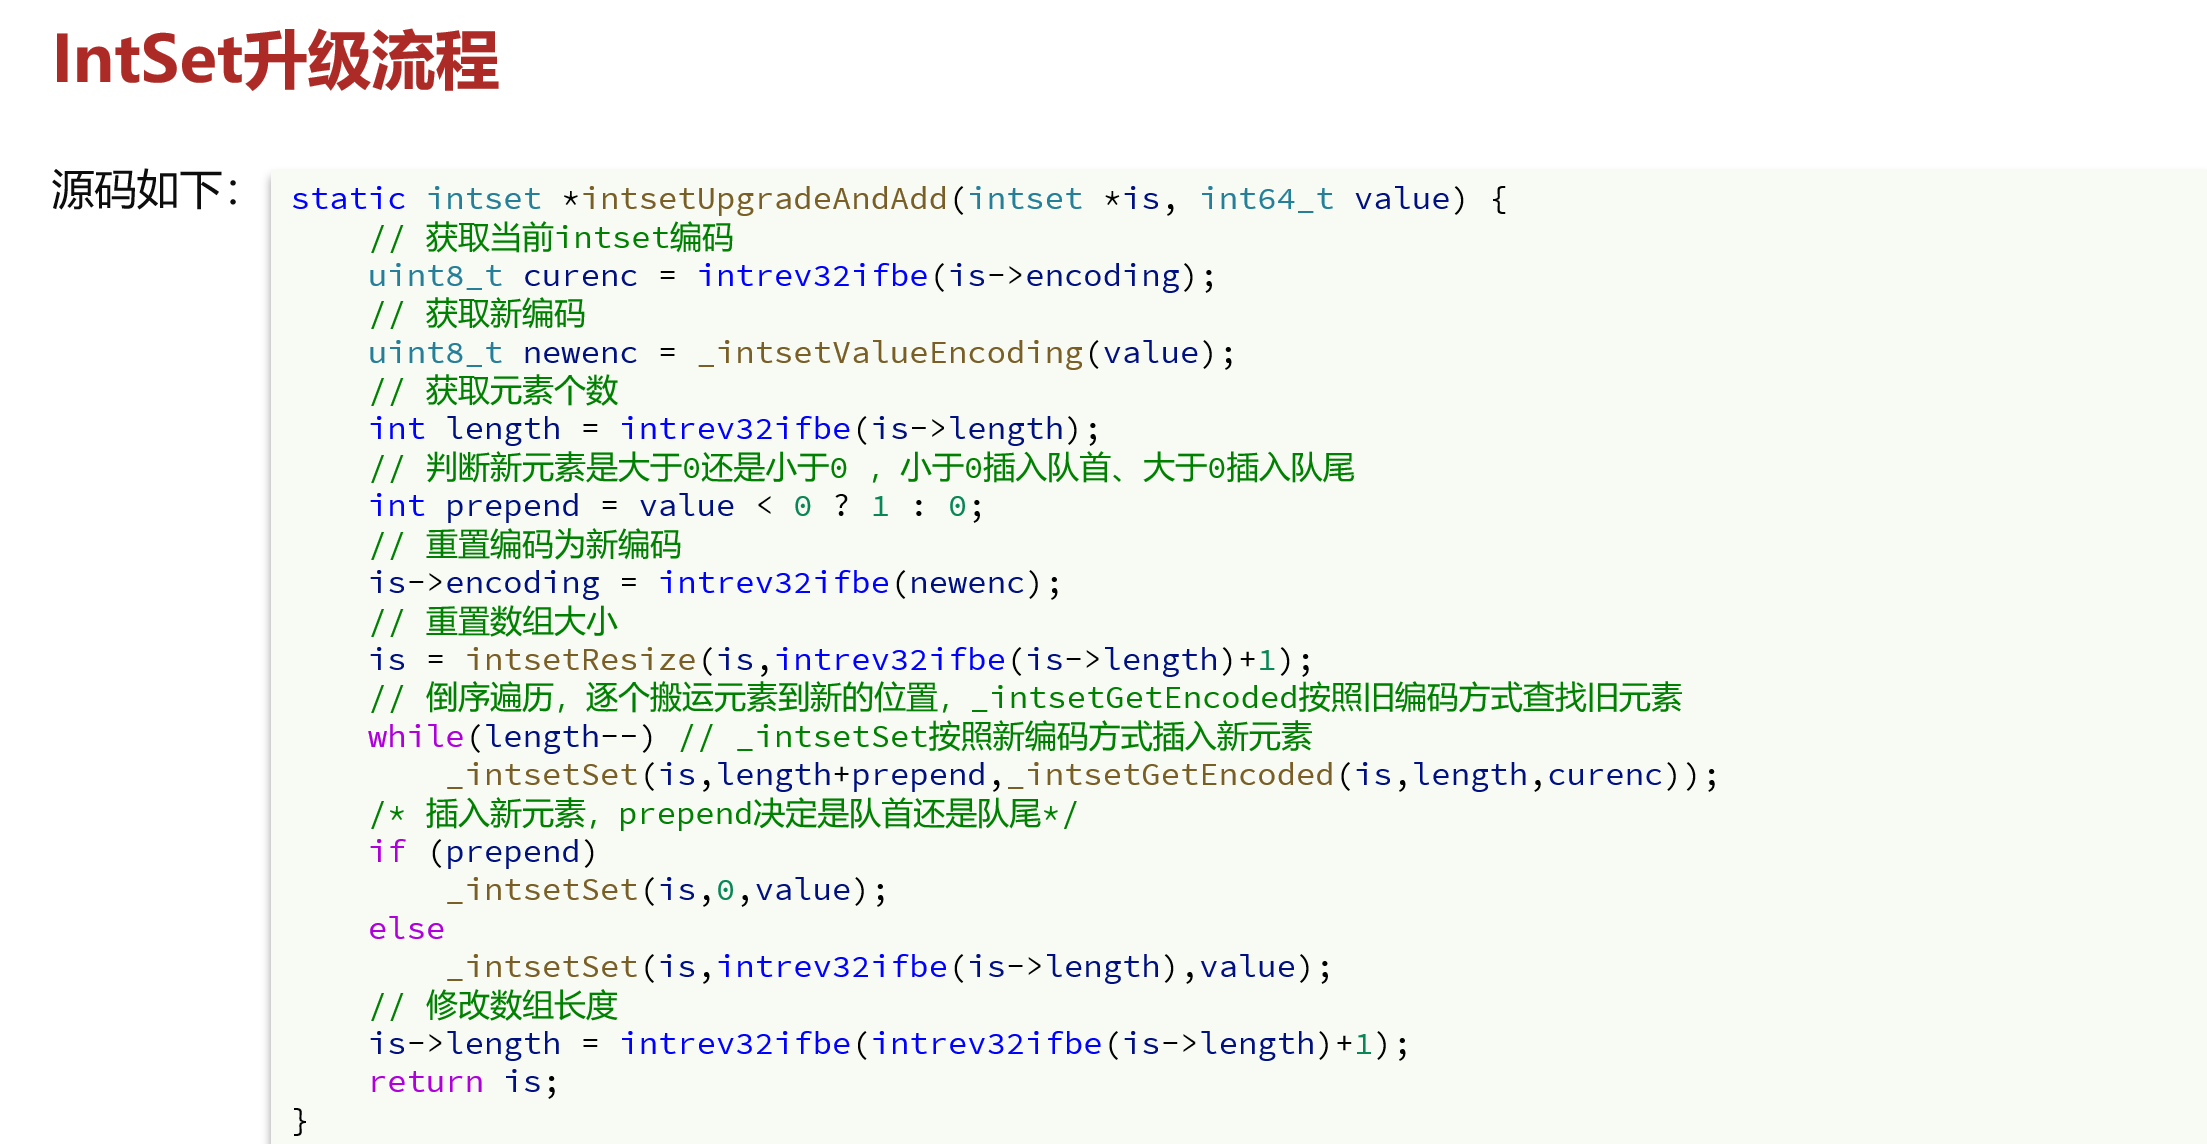 IntSet升级流程
源码如下：
static intset *intsetUpgradeAndAdd(intset *is, int64_t value) {
    // 获取当前intset编码
    uint8_t curenc = intrev32ifbe(is->encoding);
    // 获取新编码
    uint8_t newenc = _intsetValueEncoding(value);
    // 获取元素个数
    int length = intrev32ifbe(is->length);
    // 判断新元素是大于0还是小于0 ，小于0插入队首、大于0插入队尾
    int prepend = value < 0 ? 1 : 0;
    // 重置编码为新编码
    is->encoding = intrev32ifbe(newenc);
    // 重置数组大小
    is = intsetResize(is,intrev32ifbe(is->length)+1);
    // 倒序遍历，逐个搬运元素到新的位置，_intsetGetEncoded按照旧编码方式查找旧元素
    while(length--) // _intsetSet按照新编码方式插入新元素
        _intsetSet(is,length+prepend,_intsetGetEncoded(is,length,curenc));
    /* 插入新元素，prepend决定是队首还是队尾*/
    if (prepend)
        _intsetSet(is,0,value);
    else
        _intsetSet(is,intrev32ifbe(is->length),value);
    // 修改数组长度
    is->length = intrev32ifbe(intrev32ifbe(is->length)+1);
    return is;
}